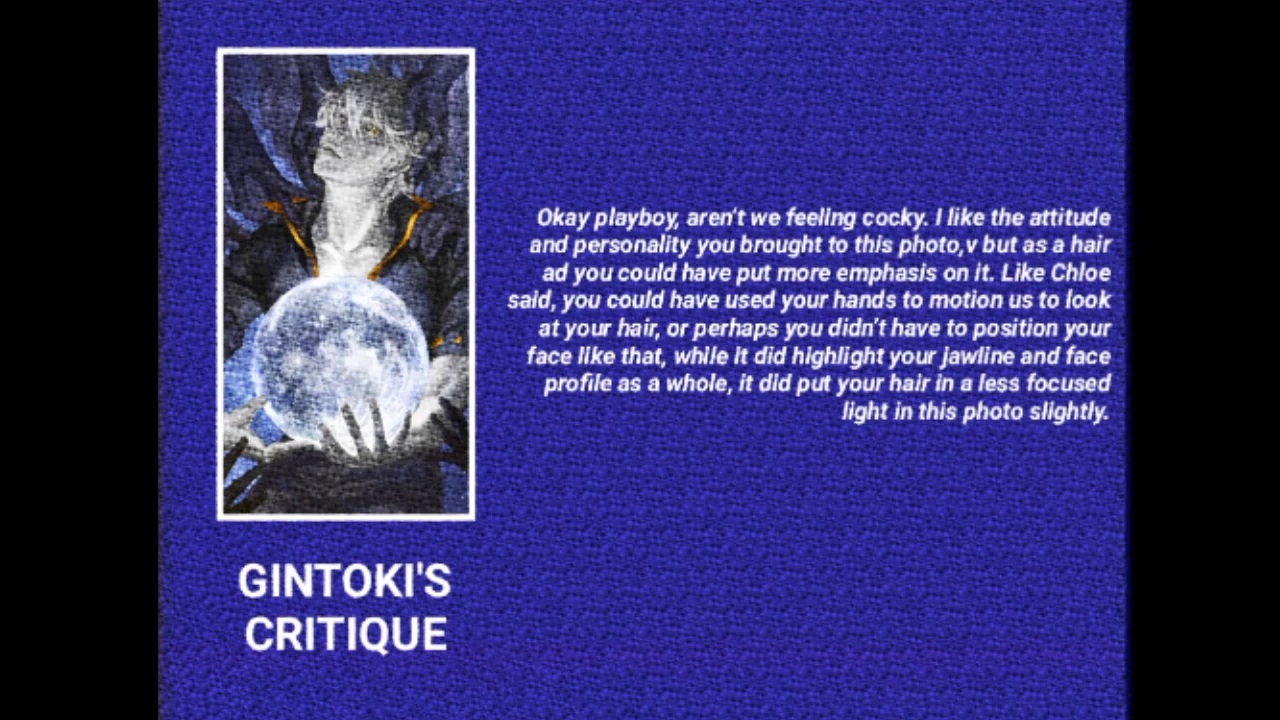 Okay playboy, aren't we feeling cocky. I like the attitude
and personality you brought to this photo,v but as a hair
ad you could have put more emphasis on it. Like Chloe
said, you could have used your hands to motion us to look
at your hair, or perhaps you didn't have to position your
face like that, while it did highlight your jawline and face
profile as a whole, it did put your hair in a less focused
light in this photo slightly.
GINTOKI'S
CRITIQUE